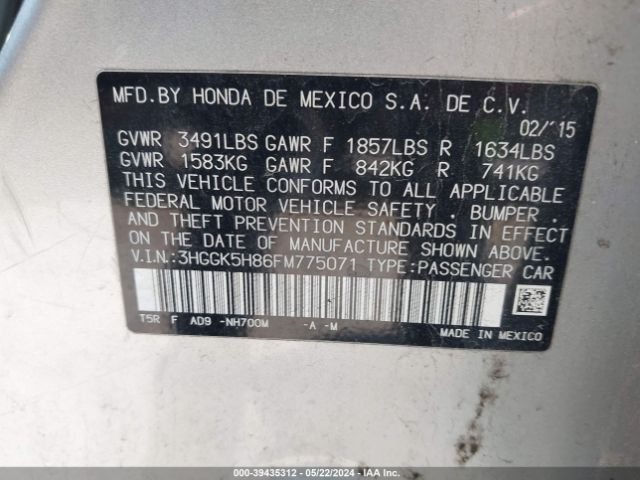 MFD.BY HONDA DE MEXICO S.A. DE C.V.
02/'15
GVWR 3491LBS GAWR F 1857LBS R 1634LBS
GVWR 1583KG GAWR F 842KG R 741KG
THIS VEHICLE CONFORMS TO ALL APPLICABLE
FEDERAL MOTOR VEHICLE SAFETY , BUMPER ,
AND THEFT PREVENTION STANDARDS IN EFFECT
ON THE DATE OF MANUFACTURE SHOWN ABOVE.
V.I.N.:3HGGK5H86FM775071 TYPE:PASSENGER CAR
T5R F AD9 -NH700M -A -M
MADE IN MEXICO
000-39435312 - 05/22/2024 - IAA, Inc.